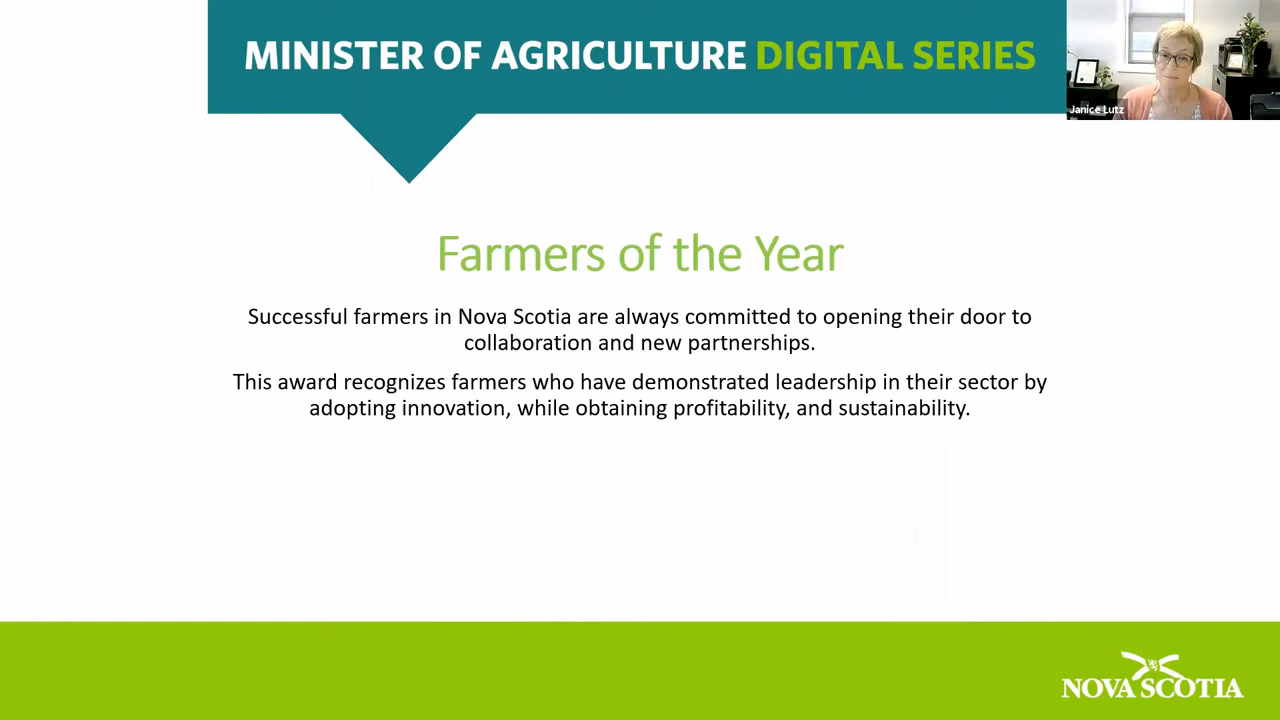 MINISTER OF AGRICULTURE DIGITAL SERIES
Janice Lutz
Farmers of the Year
Successful farmers in Nova Scotia are always committed to opening their door to
collaboration and new partnerships.
This award recognizes farmers who have demonstrated leadership in their sector by
adopting innovation, while obtaining profitability, and sustainability.
NOVA SCOTIA